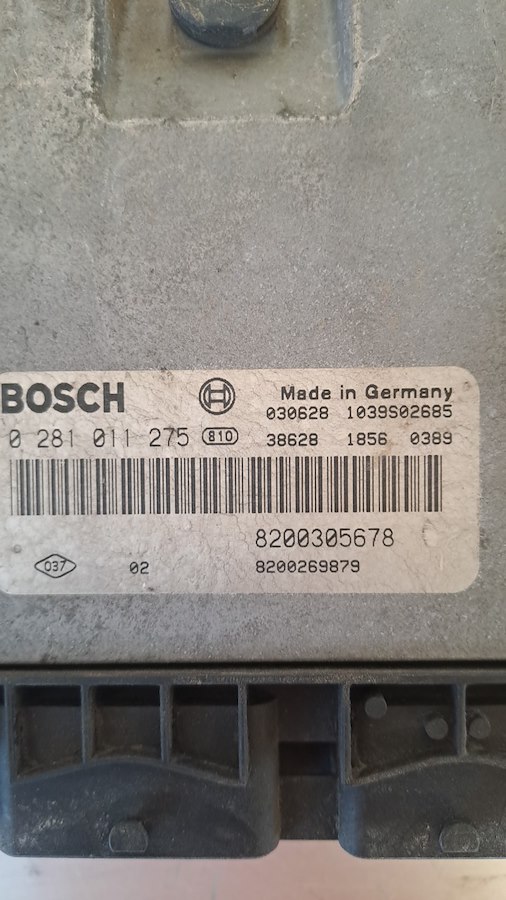 BOSCH
Made in Germany
030628 1039S02685
0 281 011 275 810
38628 1856 0389
8200305678
037 02 8200269879